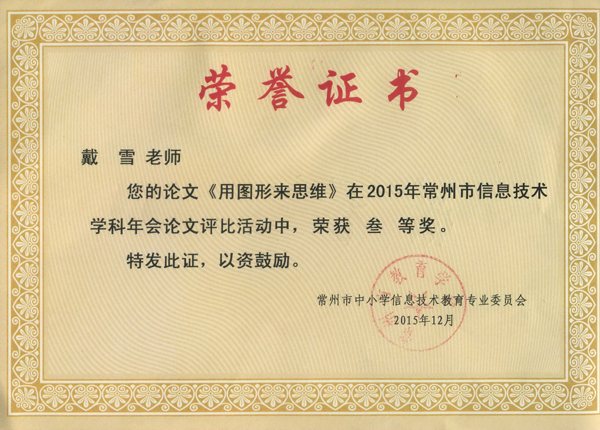 荣誉证书
戴 雪 老师
您的论文《用图形来思维》在2015年常州市信息技术
学科年会论文评比活动中，荣获 叁 等奖。
特发此证，以资鼓励。
常州市中小学信息技术教育专业委员会
2015年12月